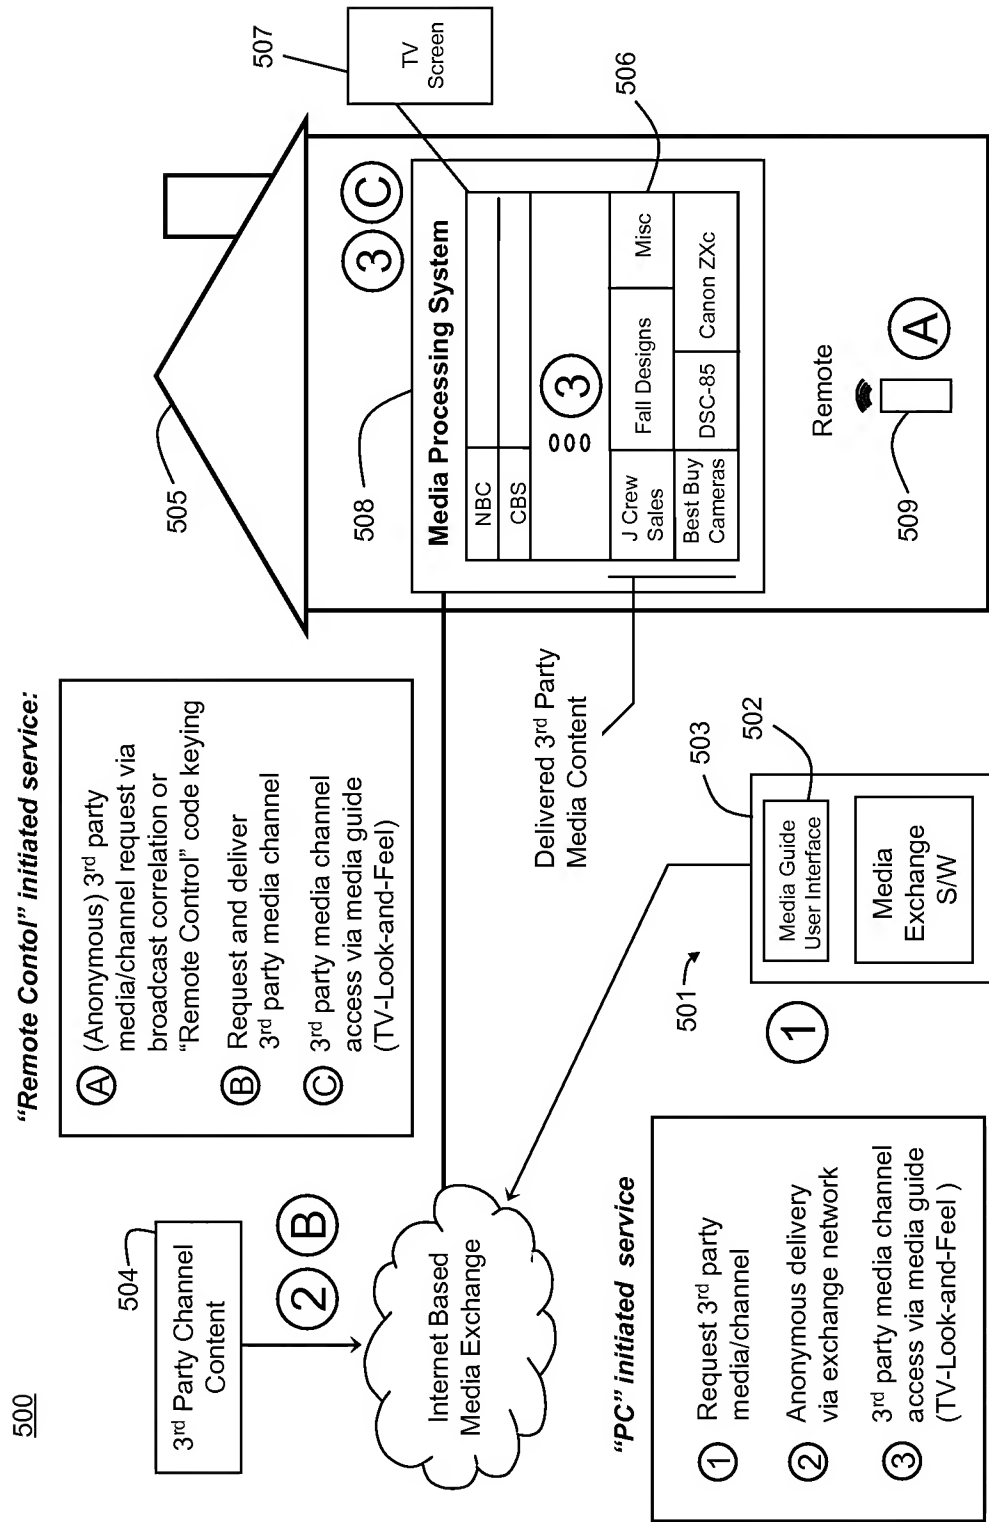 500
"Remote Contol" initiated service:
Ⓐ (Anonymous) 3rd party
media/channel request via
broadcast correlation or
"Remote Control" code keying
Ⓑ Request and deliver
3rd party media channel
Ⓒ 3rd party media channel
access via media guide
(TV-Look-and-Feel)
504
3rd Party Channel
Content
② Ⓑ
Internet Based
Media Exchange
"PC" initiated service
① Request 3rd party
media/channel
② Anonymous delivery
via exchange network
③ 3rd party media channel
access via media guide
(TV-Look-and-Feel )
①
501
503
502
Media Guide
User Interface
Media
Exchange
S/W
Delivered 3rd Party
Media Content
505
③ Ⓒ
508
Media Processing System
NBC
CBS
000
③
J Crew
Sales
Fall Designs
Misc
Best Buy
Cameras
DSC-85
Canon ZXc
507
TV
Screen
506
Remote
509
Ⓐ